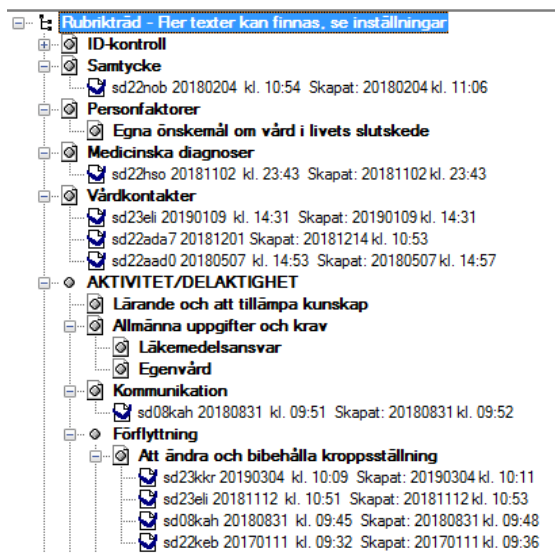 Rubrikträd - Fler texter kan finnas, se inställningar
ID-kontroll
Samtycke
sd22nob 20180204 kl. 10:54 Skapat: 20180204 kl. 11:06
Personfaktorer
Egna önskemål om vård i livets slutskede
Medicinska diagnoser
sd22hso 20181102 kl. 23:43 Skapat: 20181102 kl. 23:43
Vårdkontakter
sd23eli 20190109 kl. 14:31 Skapat: 20190109 kl. 14:31
sd22ada7 20181201 Skapat: 20181214 kl. 10:53
sd22aad0 20180507 kl. 14:53 Skapat: 20180507 kl. 14:57
AKTIVITET/DELAKTIGHET
Lärande och att tillämpa kunskap
Allmänna uppgifter och krav
Läkemedelsansvar
Egenvård
Kommunikation
sd08kah 20180831 kl. 09:51 Skapat: 20180831 kl. 09:52
Förflyttning
Att ändra och bibehålla kroppsställning
sd23kkr 20190304 kl. 10:09 Skapat: 20190304 kl. 10:11
sd23eli 20181112 kl. 10:51 Skapat: 20181112 kl. 10:53
sd08kah 20180831 kl. 09:45 Skapat: 20180831 kl. 09:48
sd22keb 20170111 kl. 09:32 Skapat: 20170111 kl. 09:36